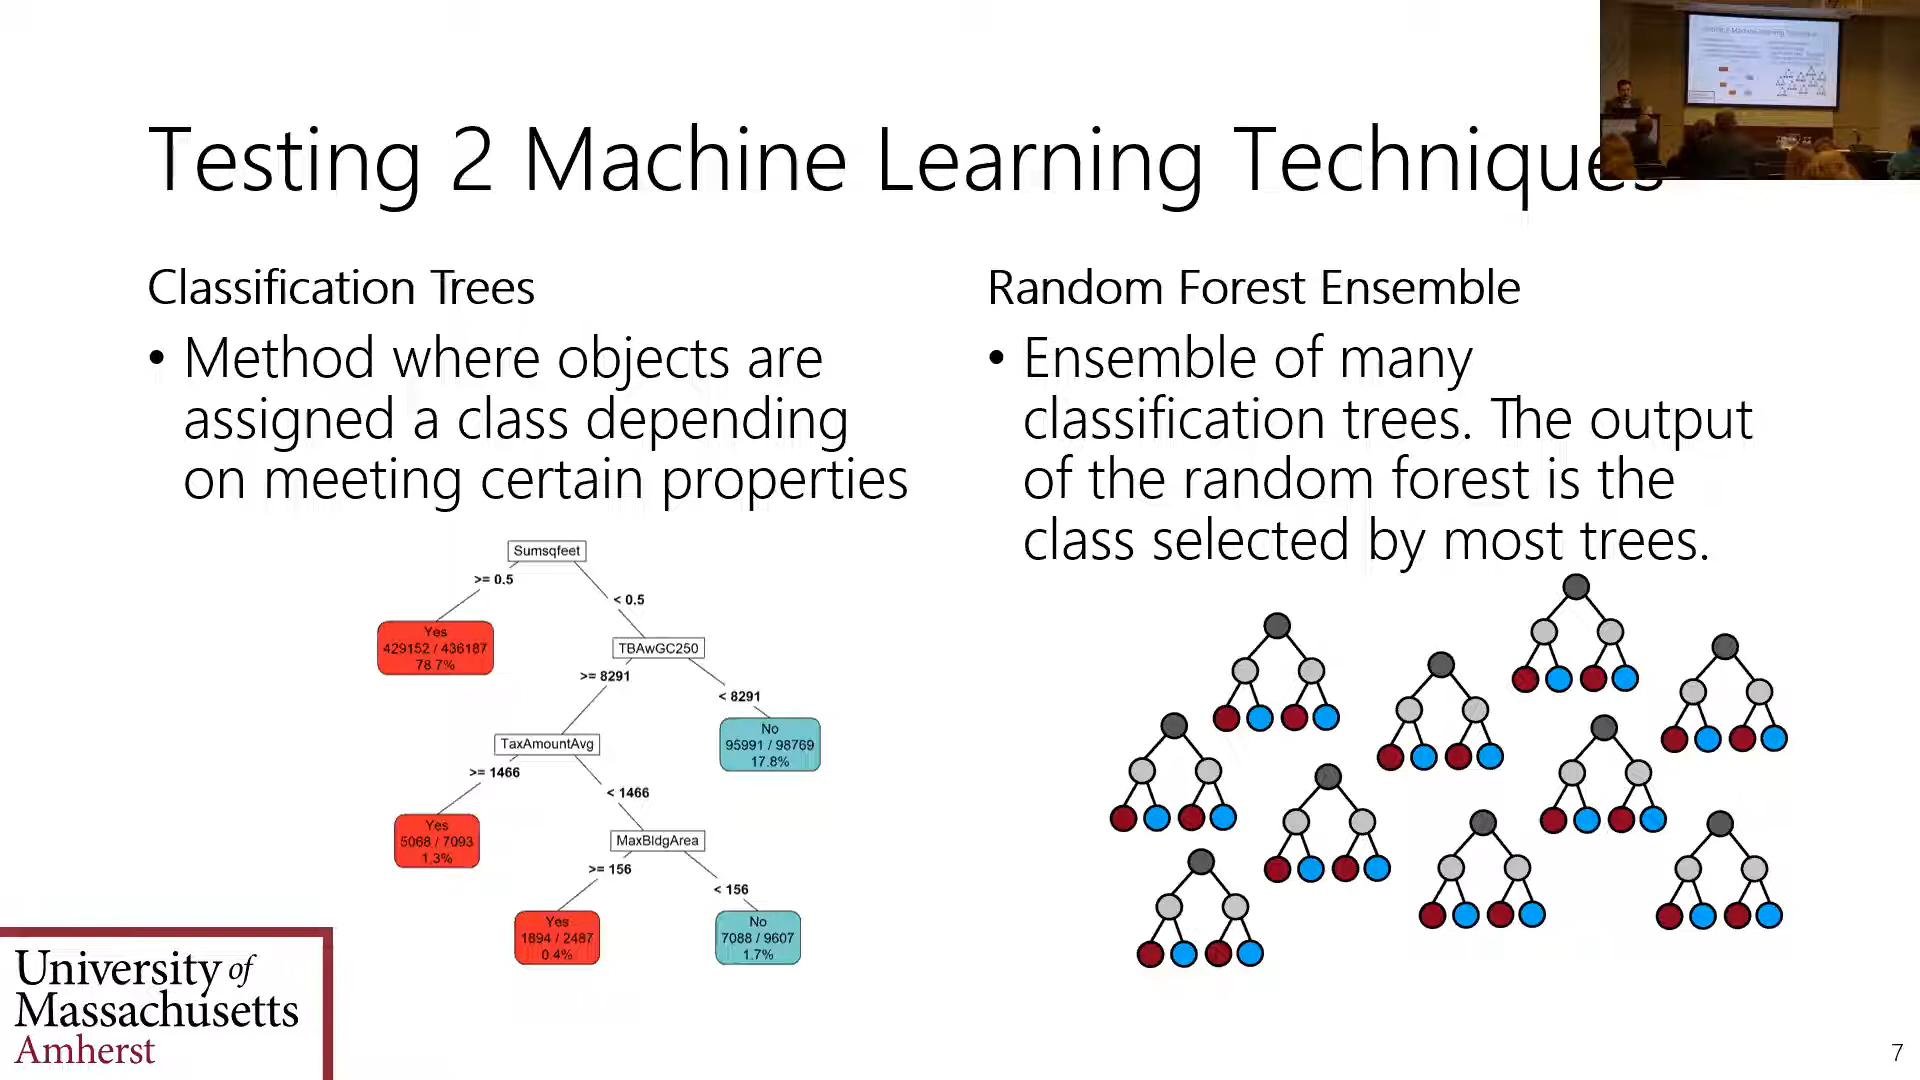 Testing 2 Machine Learning Techniques
Classification Trees
• Method where objects are
assigned a class depending
on meeting certain properties
Random Forest Ensemble
• Ensemble of many
classification trees. The output
of the random forest is the
class selected by most trees.
Sumsqfeet
>= 0.5
< 0.5
Yes
429152 / 436187
78.7%
TBAwGC250
>= 8291
< 8291
No
95991 / 98769
17.8%
TaxAmountAvg
>= 1466
< 1466
Yes
5068 / 7093
1.3%
MaxBldgArea
>= 156
< 156
Yes
1894 / 2487
0.4%
No
7088 / 9607
1.7%
University of
Massachusetts
Amherst
7